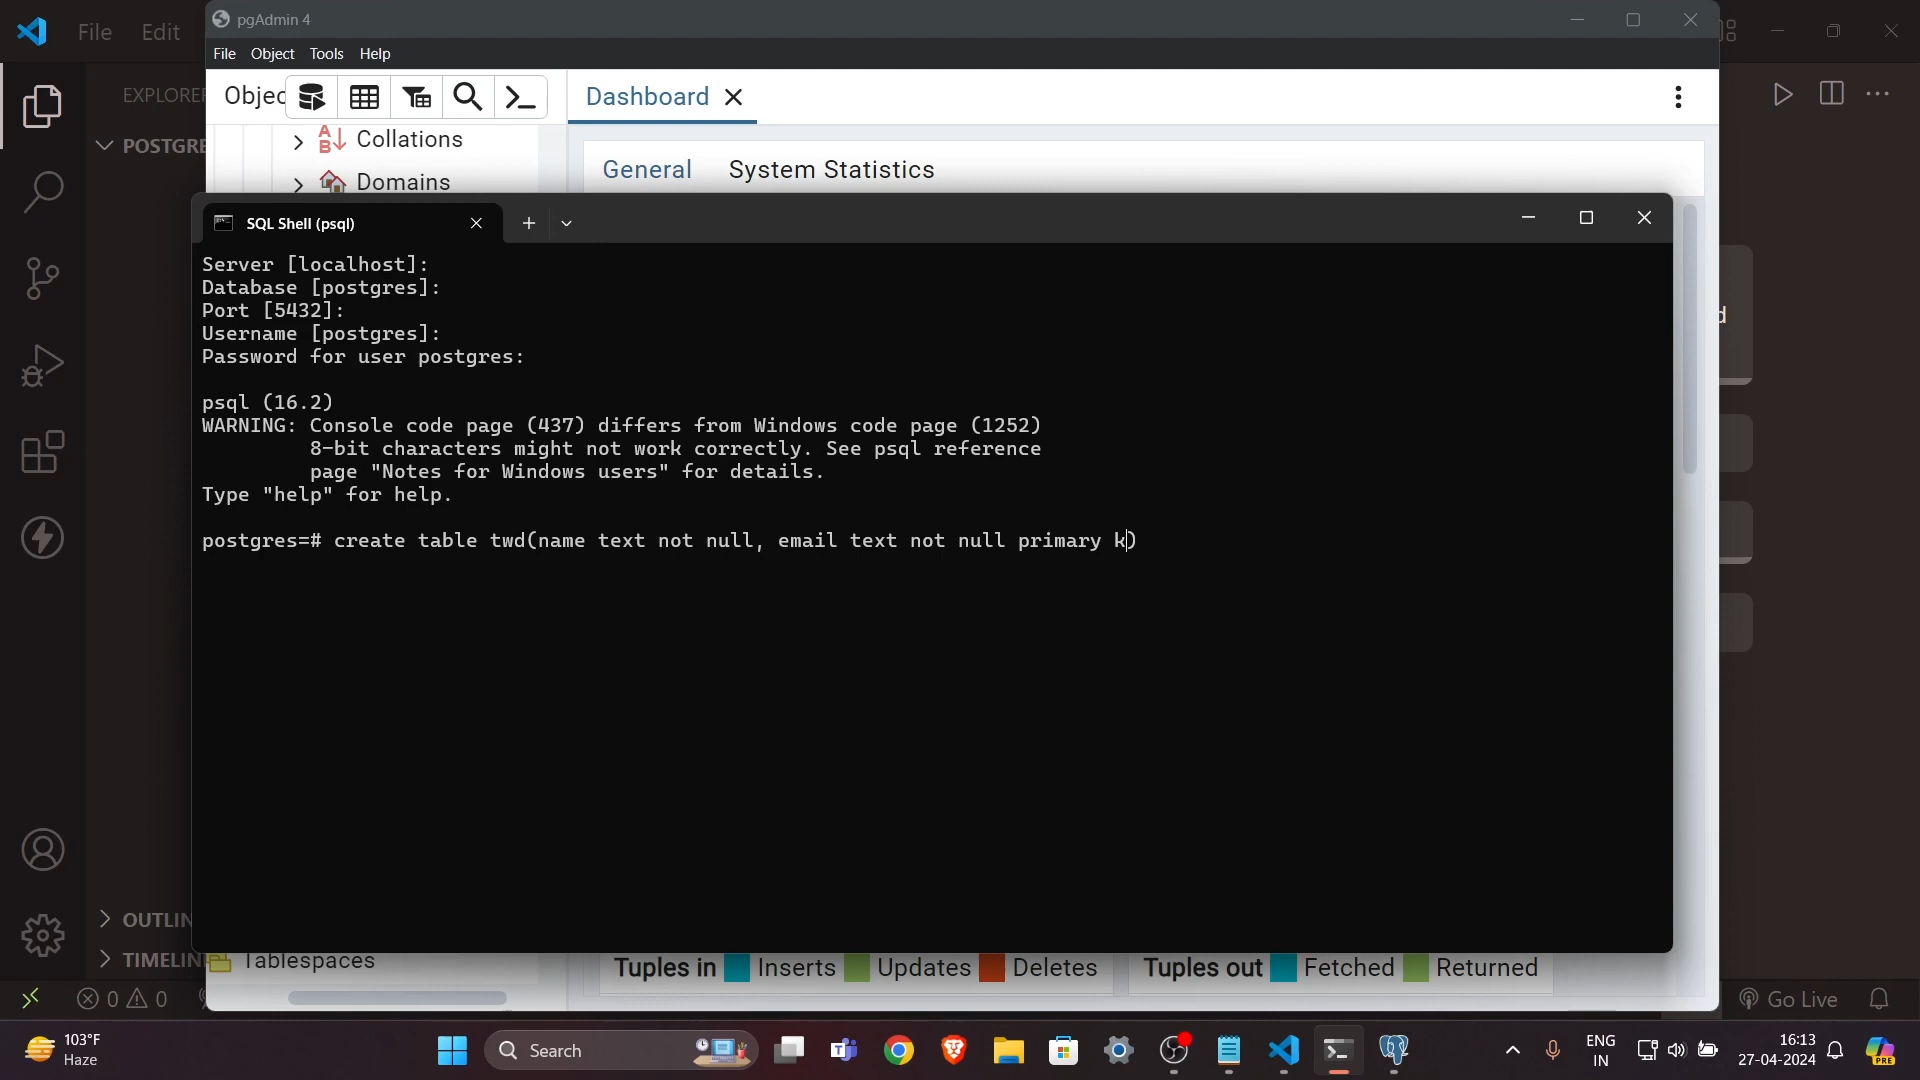 File Edit
pgAdmin 4
File Object Tools Help
EXPLORER
Objec
Dashboard
POSTGRE
Collations
General System Statistics
Domains
SQL Shell (psql)
Server [localhost]:
Database [postgres]:
Port [5432]:
Username [postgres]:
Password for user postgres:
psql (16.2)
WARNING: Console code page (437) differs from Windows code page (1252)
8-bit characters might not work correctly. See psql reference
page "Notes for Windows users" for details.
Type "help" for help.
postgres=# create table twd(name text not null, email text not null primary k)
OUTLIN
TIMELIN
Tablespaces
Tuples in Inserts Updates Deletes Tuples out Fetched Returned
0 0
Go Live
103°F
Haze
Search
ENG
IN
16:13
27-04-2024
PRE